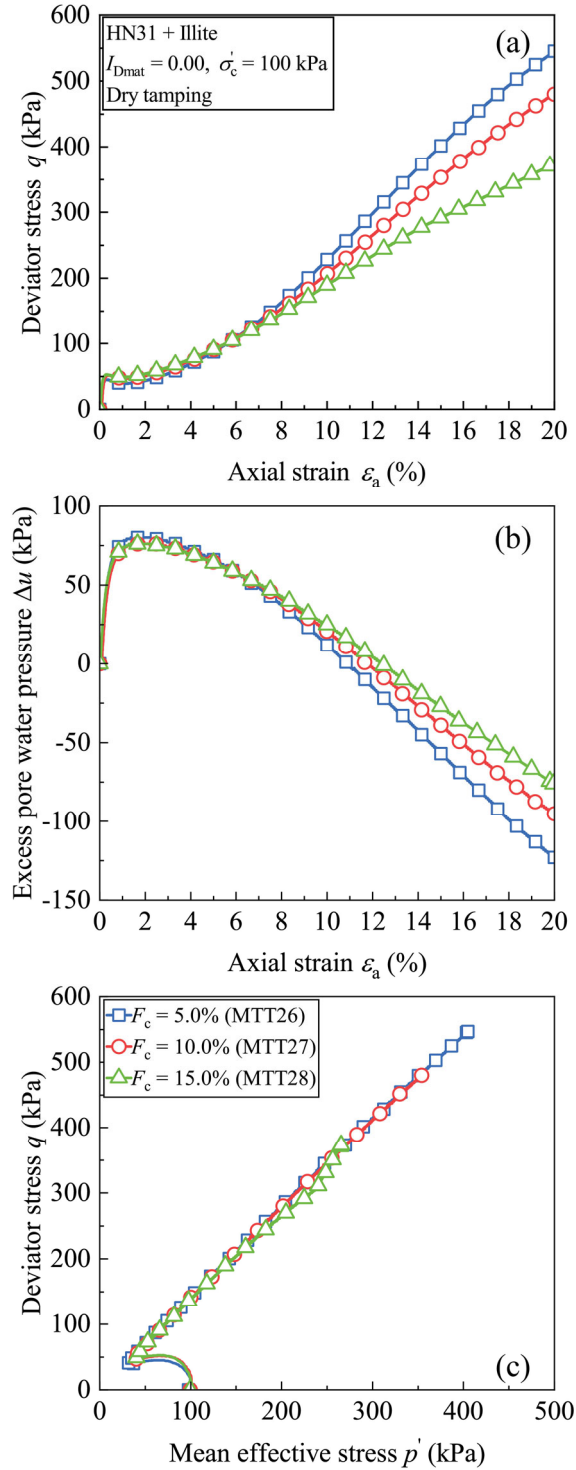 (a)
HN31 + Illite
I_Dmat = 0.00, σ'_c = 100 kPa
Dry tamping
600
500
400
300
200
100
0
Deviator stress q (kPa)
0 2 4 6 8 10 12 14 16 18 20
Axial strain ε_a (%)
(b)
100
50
0
-50
-100
-150
Excess pore water pressure Δu (kPa)
0 2 4 6 8 10 12 14 16 18 20
Axial strain ε_a (%)
F_c = 5.0% (MTT26)
F_c = 10.0% (MTT27)
F_c = 15.0% (MTT28)
600
500
400
300
200
100
0
Deviator stress q (kPa)
(c)
0 100 200 300 400 500
Mean effective stress p' (kPa)